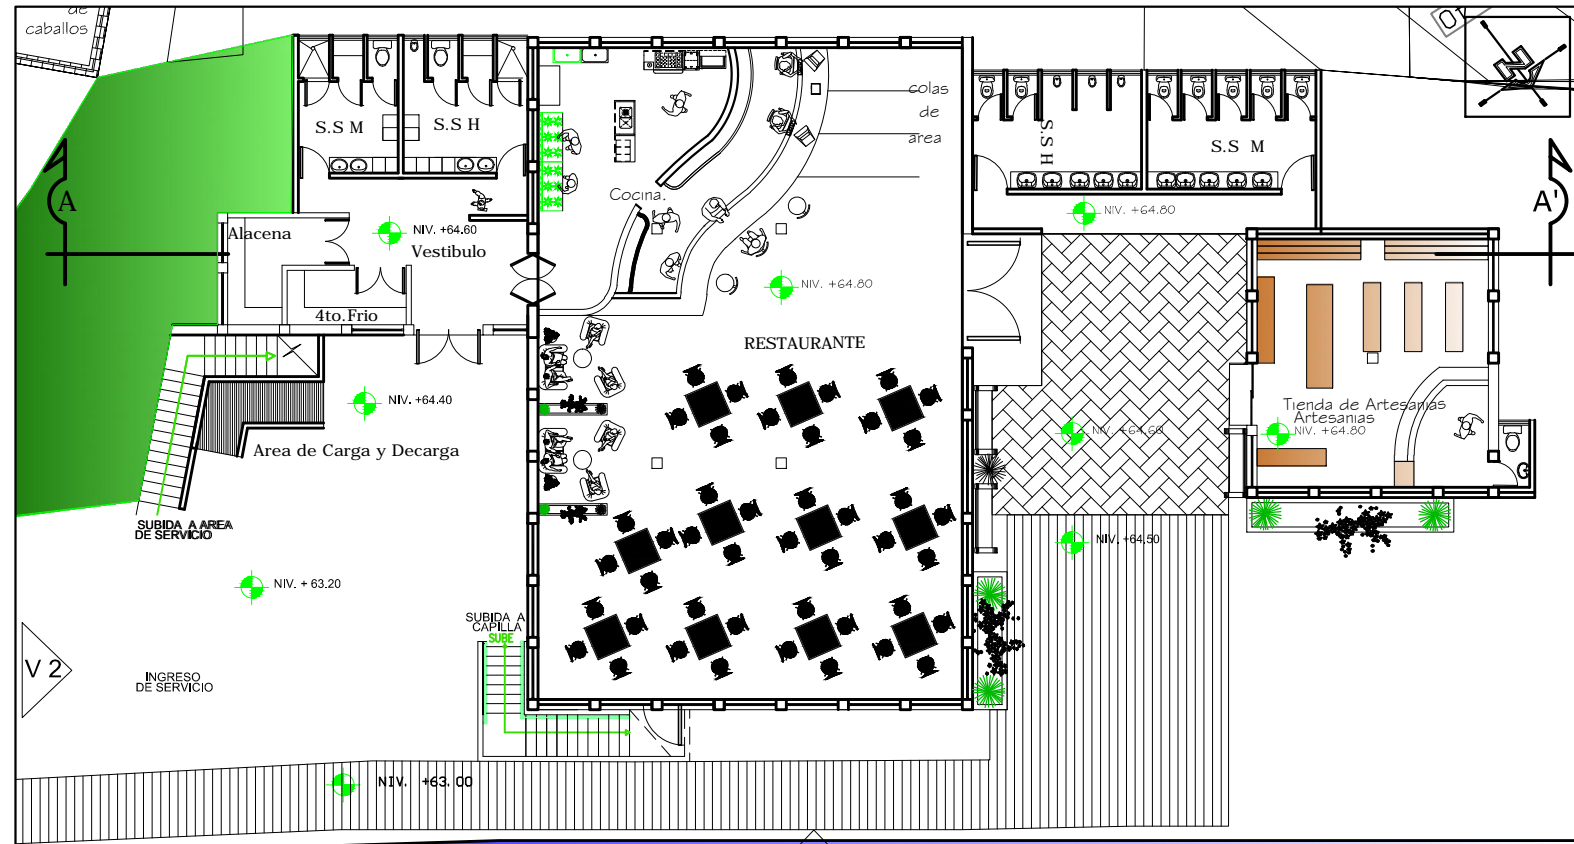 de
caballos
S.S M
S.S H
colas
de
area
S.S H
S.S M
A
A'
Cocina.
NIV. +64.80
Alacena
NIV. +64.60
Vestibulo
NIV. +64.80
4to.Frio
RESTAURANTE
NIV. +64.40
Tienda de Artesanias
Artesanias
NIV. +64.60
NIV. +64.80
Area de Carga y Decarga
SUBIDA A AREA
DE SERVICIO
NIV. +64,50
NIV. + 63.20
SUBIDA A
CAPILLA
SUBE
V 2
INGRESO
DE SERVICIO
NIV. +63.00